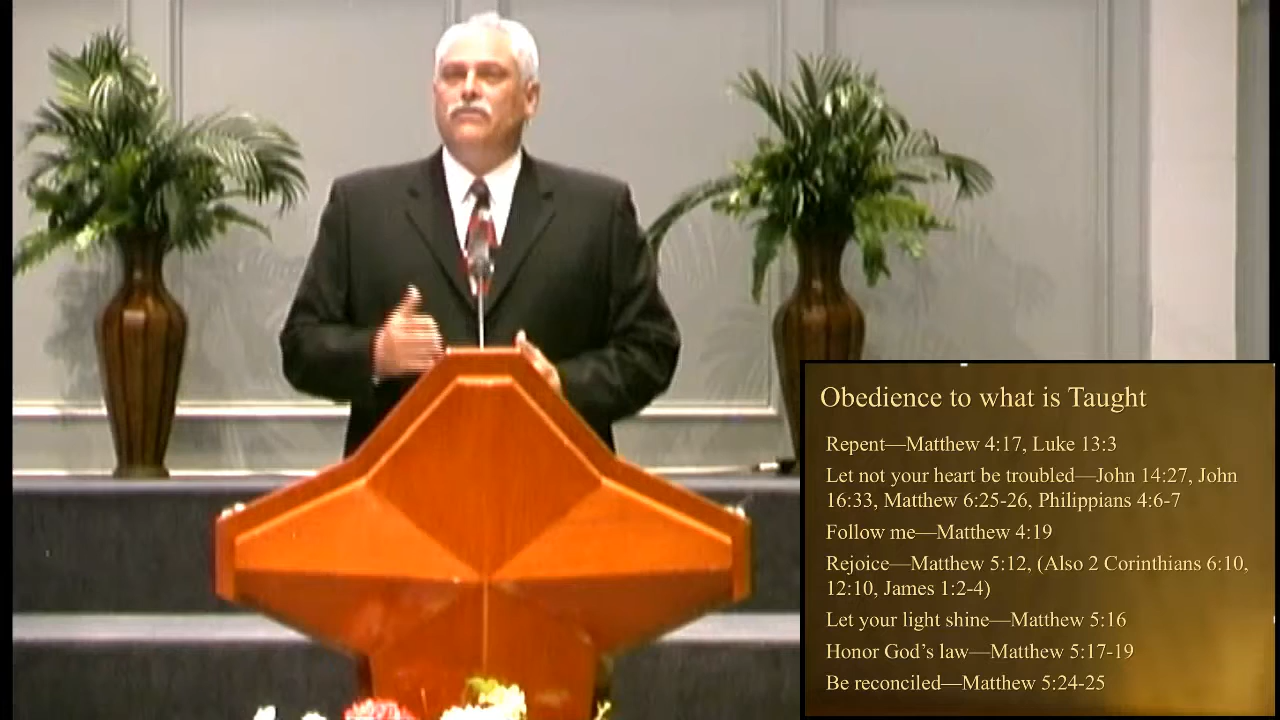 Obedience to what is Taught
Repent—Matthew 4:17, Luke 13:3
Let not your heart be troubled—John 14:27, John
16:33, Matthew 6:25-26, Philippians 4:6-7
Follow me—Matthew 4:19
Rejoice—Matthew 5:12, (Also 2 Corinthians 6:10,
12:10, James 1:2-4)
Let your light shine—Matthew 5:16
Honor God’s law—Matthew 5:17-19
Be reconciled—Matthew 5:24-25